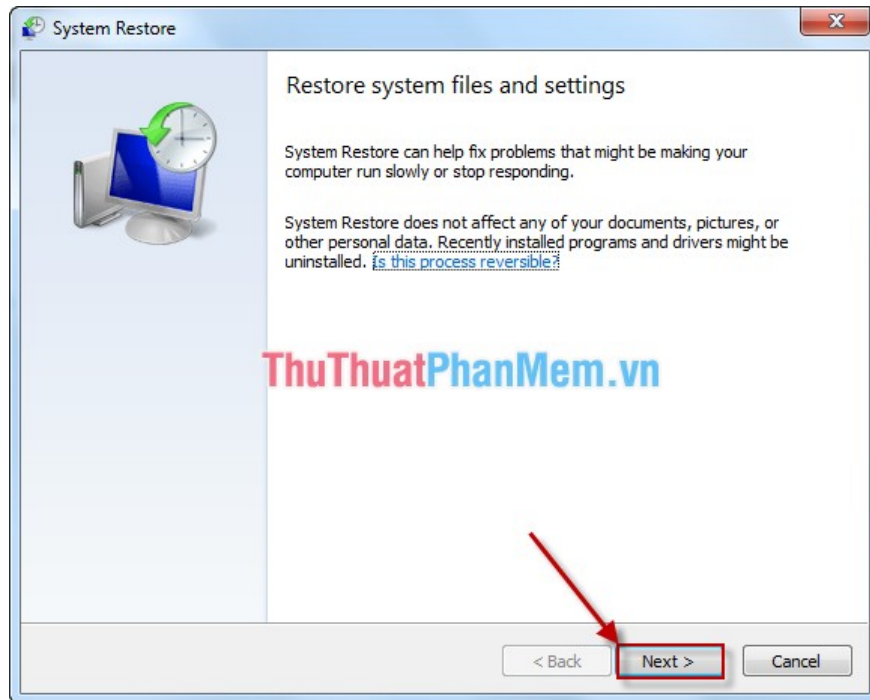 System Restore
Restore system files and settings
System Restore can help fix problems that might be making your
computer run slowly or stop responding.
System Restore does not affect any of your documents, pictures, or
other personal data. Recently installed programs and drivers might be
uninstalled. Is this process reversible?
ThuThuatPhanMem.vn
< Back Next > Cancel